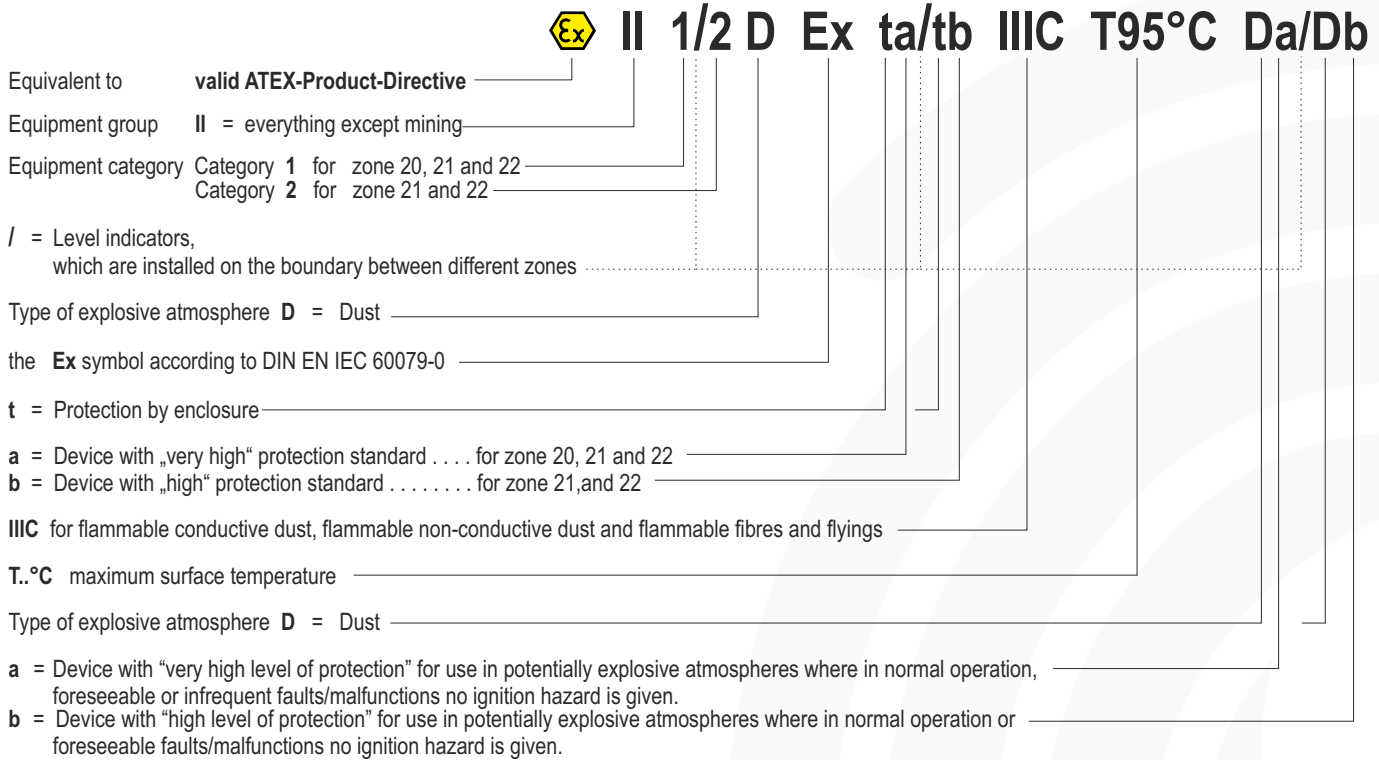 Ex II 1/2 D Ex ta/tb IIIC T95°C Da/Db
Equivalent to valid ATEX-Product-Directive
Equipment group II = everything except mining
Equipment category Category 1 for zone 20, 21 and 22
Category 2 for zone 21 and 22
/ = Level indicators,
which are installed on the boundary between different zones
Type of explosive atmosphere D = Dust
the Ex symbol according to DIN EN IEC 60079-0
t = Protection by enclosure
a = Device with „very high“ protection standard . . . . for zone 20, 21 and 22
b = Device with „high“ protection standard . . . . . . . . for zone 21,and 22
IIIC for flammable conductive dust, flammable non-conductive dust and flammable fibres and flyings
T..°C maximum surface temperature
Type of explosive atmosphere D = Dust
a = Device with “very high level of protection” for use in potentially explosive atmospheres where in normal operation,
foreseeable or infrequent faults/malfunctions no ignition hazard is given.
b = Device with “high level of protection” for use in potentially explosive atmospheres where in normal operation or
foreseeable faults/malfunctions no ignition hazard is given.